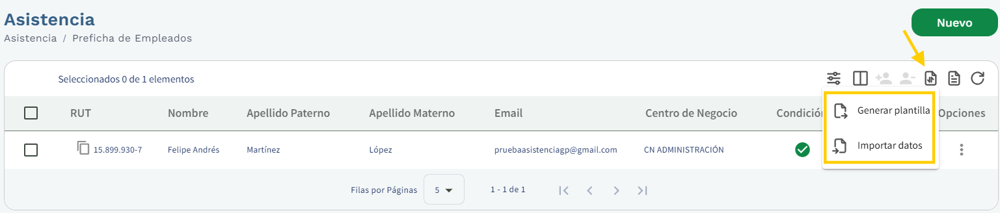 Asistencia
Nuevo
Asistencia / Preficha de Empleados
Seleccionados 0 de 1 elementos
RUT Nombre Apellido Paterno Apellido Materno Email Centro de Negocio Condición Opciones
Generar plantilla
15.899.930-7 Felipe Andrés Martínez López pruebaasistenciagp@gmail.com CN ADMINISTRACIÓN
Importar datos
Filas por Páginas 5 1 - 1 de 1